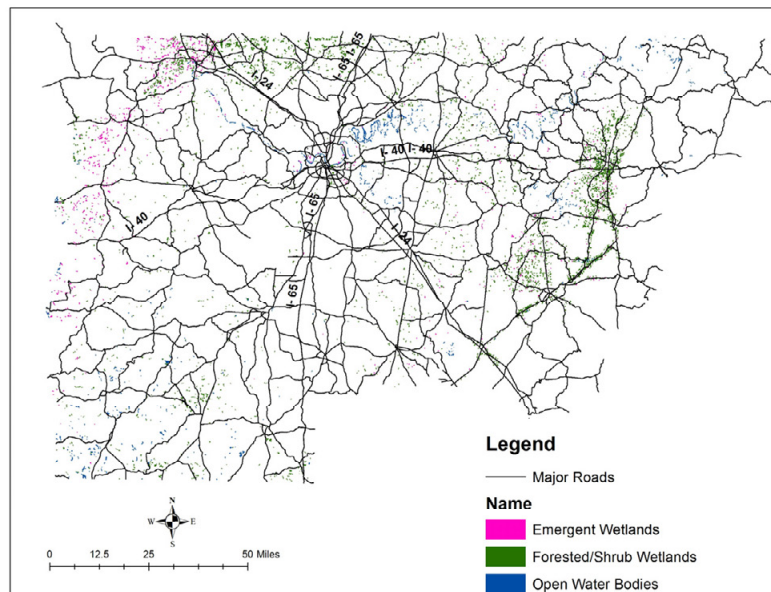 I- 65
I- 65
I- 24
I- 40 I- 40
I- 65
I- 40
I- 24
I- 65
Legend
Major Roads
Name
Emergent Wetlands
Forested/Shrub Wetlands
Open Water Bodies
N
W E
S
0 12.5 25 50 Miles